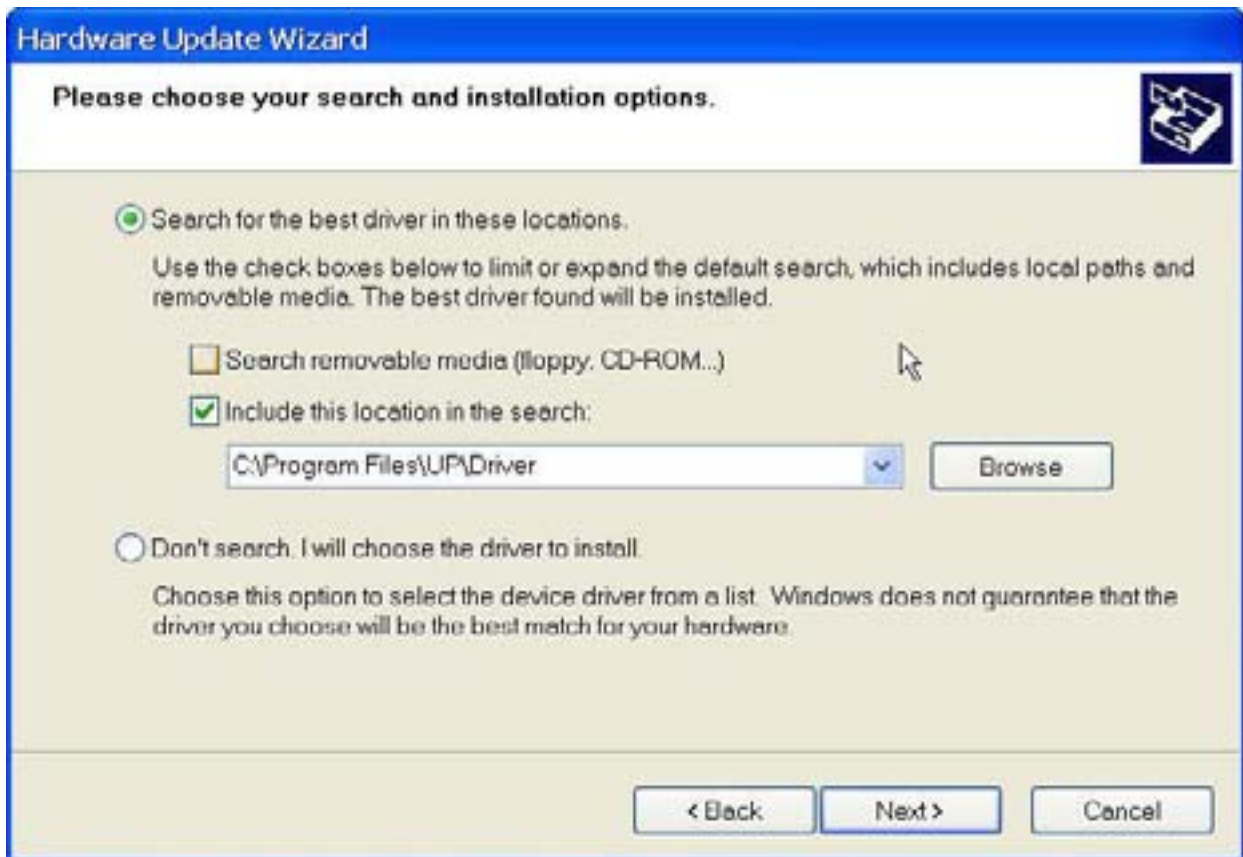 Hardware Update Wizard
Please choose your search and installation options.
Search for the best driver in these locations.
Use the check boxes below to limit or expand the default search, which includes local paths and
removable media. The best driver found will be installed.
Search removable media (floppy, CD-ROM...)
Include this location in the search:
C:\Program Files\UP\Driver
Browse
Don't search. I will choose the driver to install.
Choose this option to select the device driver from a list. Windows does not guarantee that the
driver you choose will be the best match for your hardware.
< Back Next > Cancel